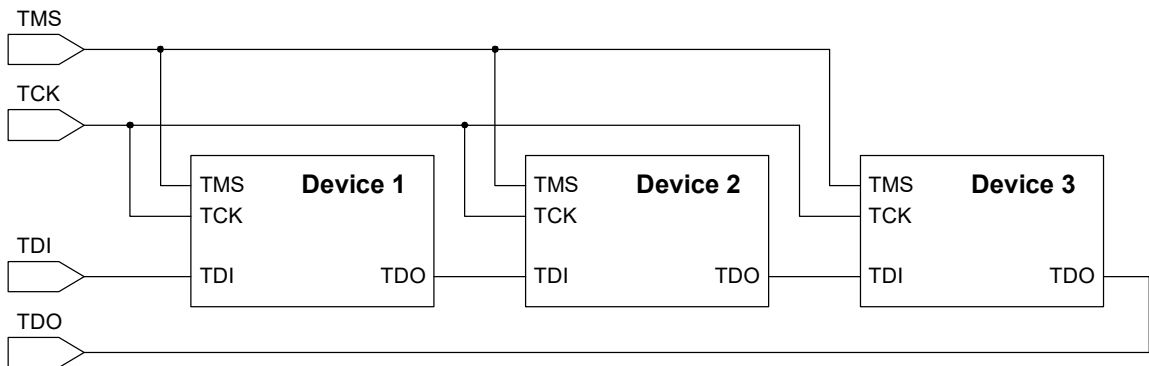 TMS
TCK
TMS
Device 1
TMS
Device 2
TMS
Device 3
TCK
TCK
TCK
TDI
TDI
TDO
TDI
TDO
TDI
TDO
TDO